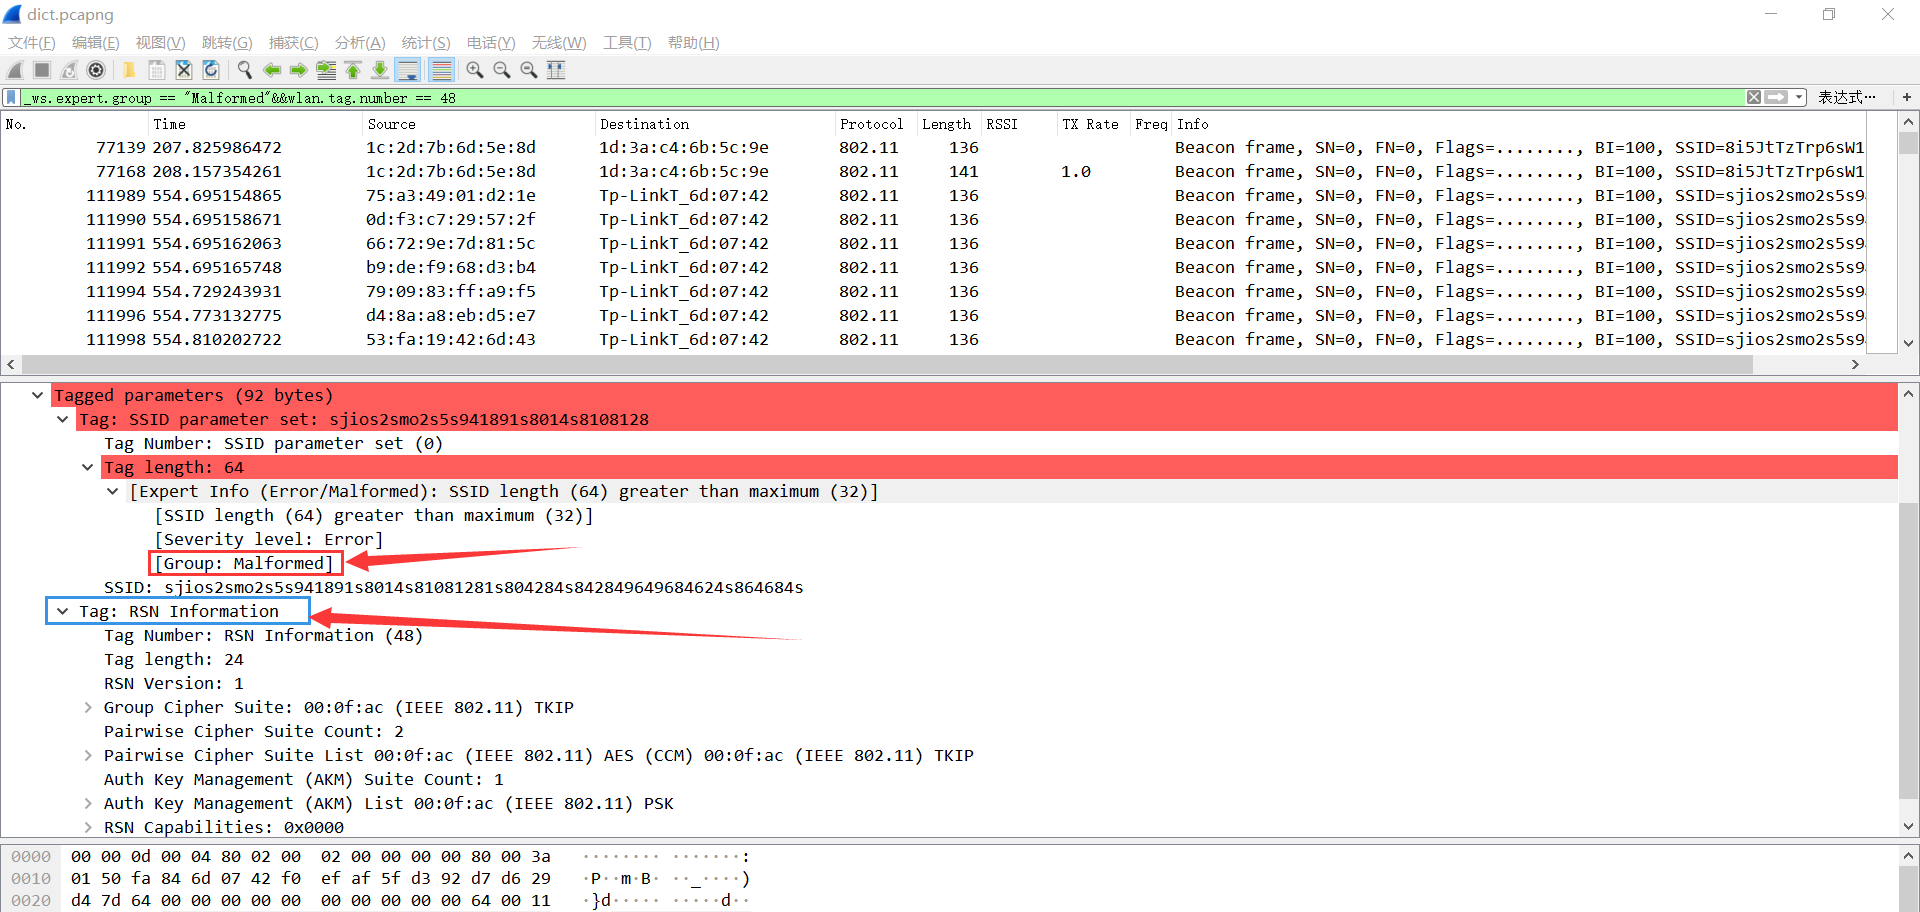 dict.pcapng
文件(F) 编辑(E) 视图(V) 跳转(G) 捕获(C) 分析(A) 统计(S) 电话(Y) 无线(W) 工具(T) 帮助(H)
_ws.expert.group == "Malformed"&&wlan.tag.number == 48 表达式… +
No. Time Source Destination Protocol Length RSSI TX Rate Freq Info
77139 207.825986472 1c:2d:7b:6d:5e:8d 1d:3a:c4:6b:5c:9e 802.11 136 Beacon frame, SN=0, FN=0, Flags=........, BI=100, SSID=8i5JtTzTrp6sW1
77168 208.157354261 1c:2d:7b:6d:5e:8d 1d:3a:c4:6b:5c:9e 802.11 141 1.0 Beacon frame, SN=0, FN=0, Flags=........, BI=100, SSID=8i5JtTzTrp6sW1
111989 554.695154865 75:a3:49:01:d2:1e Tp-LinkT_6d:07:42 802.11 136 Beacon frame, SN=0, FN=0, Flags=........, BI=100, SSID=sjios2smo2s5s9
111990 554.695158671 0d:f3:c7:29:57:2f Tp-LinkT_6d:07:42 802.11 136 Beacon frame, SN=0, FN=0, Flags=........, BI=100, SSID=sjios2smo2s5s9
111991 554.695162063 66:72:9e:7d:81:5c Tp-LinkT_6d:07:42 802.11 136 Beacon frame, SN=0, FN=0, Flags=........, BI=100, SSID=sjios2smo2s5s9
111992 554.695165748 b9:de:f9:68:d3:b4 Tp-LinkT_6d:07:42 802.11 136 Beacon frame, SN=0, FN=0, Flags=........, BI=100, SSID=sjios2smo2s5s9
111994 554.729243931 79:09:83:ff:a9:f5 Tp-LinkT_6d:07:42 802.11 136 Beacon frame, SN=0, FN=0, Flags=........, BI=100, SSID=sjios2smo2s5s9
111996 554.773132775 d4:8a:a8:eb:d5:e7 Tp-LinkT_6d:07:42 802.11 136 Beacon frame, SN=0, FN=0, Flags=........, BI=100, SSID=sjios2smo2s5s9
111998 554.810202722 53:fa:19:42:6d:43 Tp-LinkT_6d:07:42 802.11 136 Beacon frame, SN=0, FN=0, Flags=........, BI=100, SSID=sjios2smo2s5s9
Tagged parameters (92 bytes)
Tag: SSID parameter set: sjios2smo2s5s941891s8014s8108128
Tag Number: SSID parameter set (0)
Tag length: 64
[Expert Info (Error/Malformed): SSID length (64) greater than maximum (32)]
[SSID length (64) greater than maximum (32)]
[Severity level: Error]
[Group: Malformed]
SSID: sjios2smo2s5s941891s8014s81081281s804284s842849649684624s864684s
Tag: RSN Information
Tag Number: RSN Information (48)
Tag length: 24
RSN Version: 1
Group Cipher Suite: 00:0f:ac (IEEE 802.11) TKIP
Pairwise Cipher Suite Count: 2
Pairwise Cipher Suite List 00:0f:ac (IEEE 802.11) AES (CCM) 00:0f:ac (IEEE 802.11) TKIP
Auth Key Management (AKM) Suite Count: 1
Auth Key Management (AKM) List 00:0f:ac (IEEE 802.11) PSK
RSN Capabilities: 0x0000
0000 00 00 0d 00 04 80 02 00 02 00 00 00 00 80 00 3a ········ ·······:
0010 01 50 fa 84 6d 07 42 f0 ef af 5f d3 92 d7 d6 29 ·P··m·B· ··_····)
0020 d4 7d 64 00 00 00 00 00 00 00 00 00 00 64 00 11 ·}d····· ·····d··